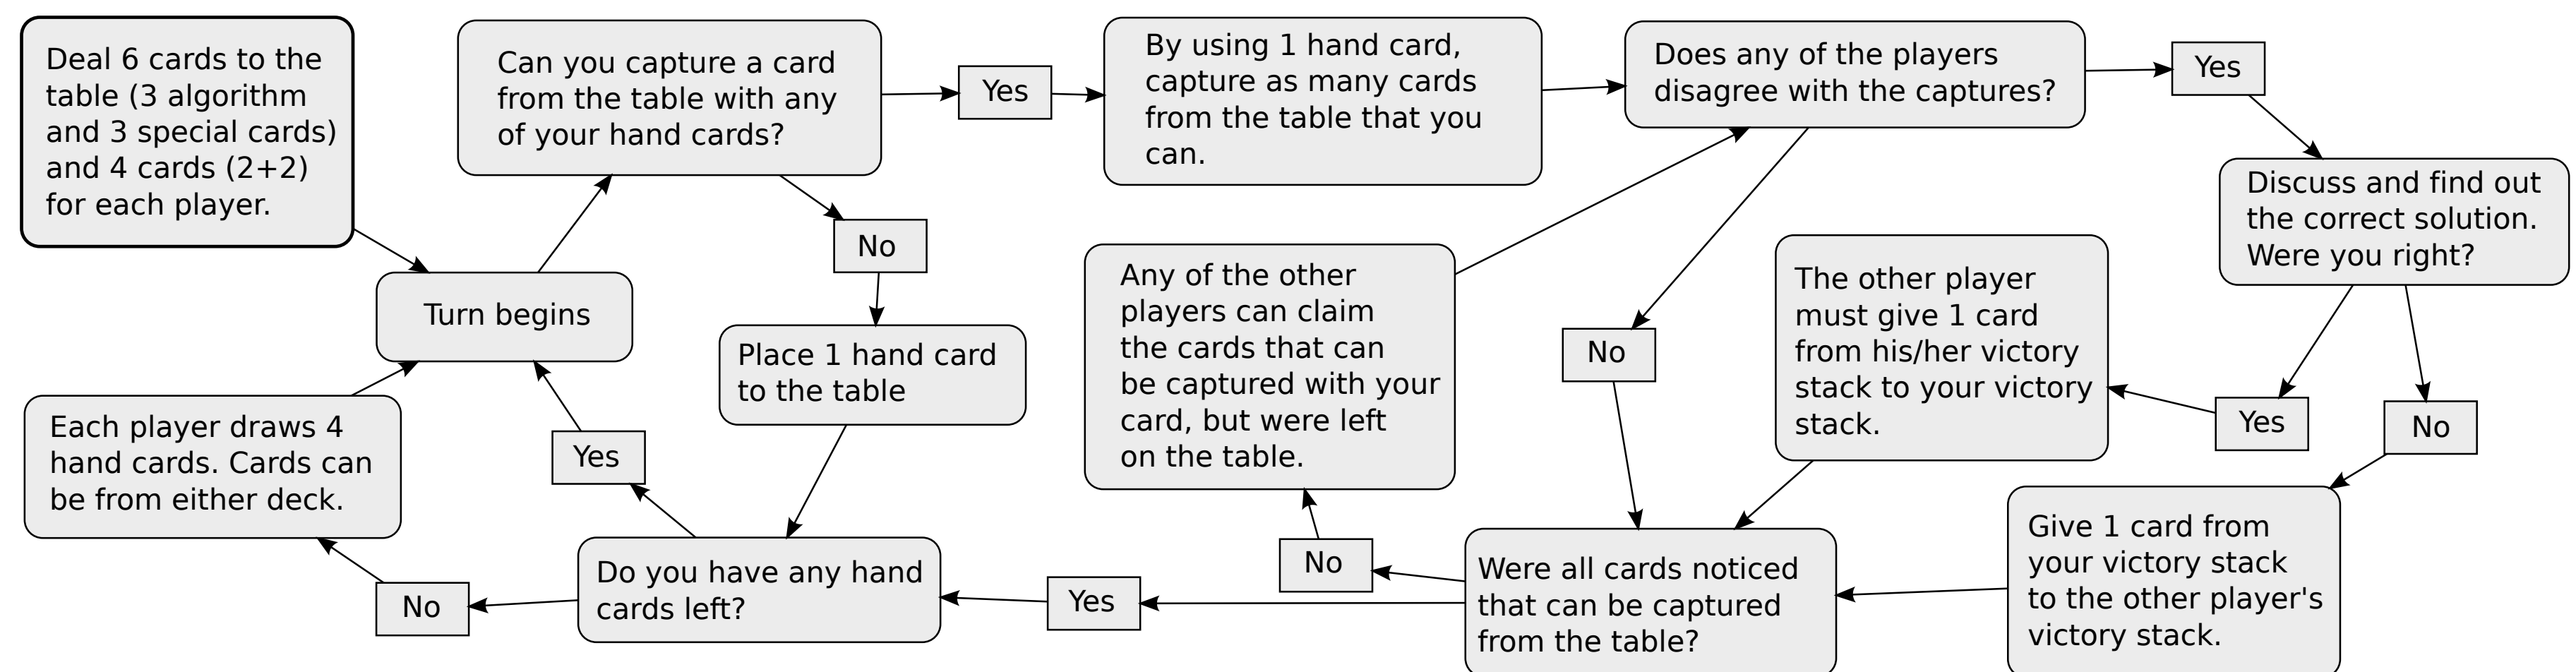 Deal 6 cards to the
table (3 algorithm
and 3 special cards)
and 4 cards (2+2)
for each player.
Can you capture a card
from the table with any
of your hand cards?
Yes
By using 1 hand card,
capture as many cards
from the table that you
can.
Does any of the players
disagree with the captures?
Yes
Discuss and find out
the correct solution.
Were you right?
No
Turn begins
Place 1 hand card
to the table
Any of the other
players can claim
the cards that can
be captured with your
card, but were left
on the table.
No
The other player
must give 1 card
from his/her victory
stack to your victory
stack.
Yes
No
Each player draws 4
hand cards. Cards can
be from either deck.
Yes
No
Do you have any hand
cards left?
Yes
No
Were all cards noticed
that can be captured
from the table?
Give 1 card from
your victory stack
to the other player's
victory stack.